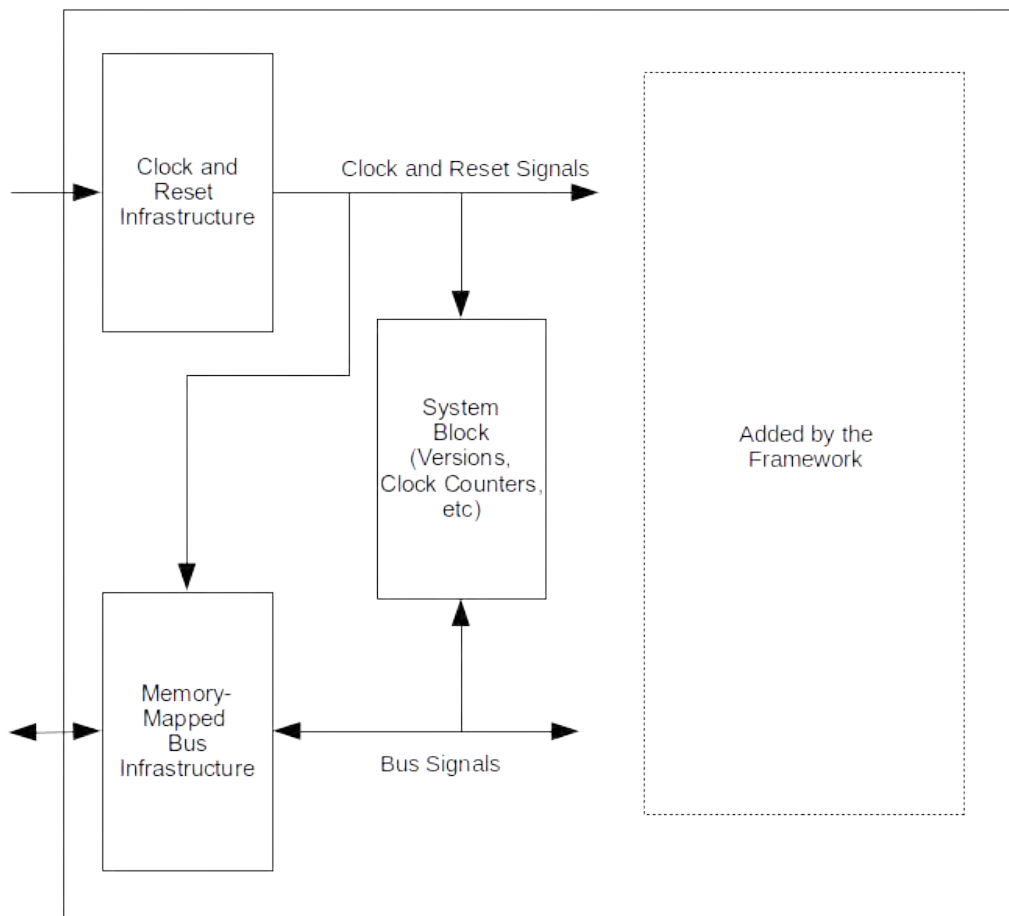 Clock and
Reset
Infrastructure
Clock and Reset Signals
System
Block
(Versions,
Clock Counters,
etc)
Added by the
Framework
Memory-
Mapped
Bus
Infrastructure
Bus Signals